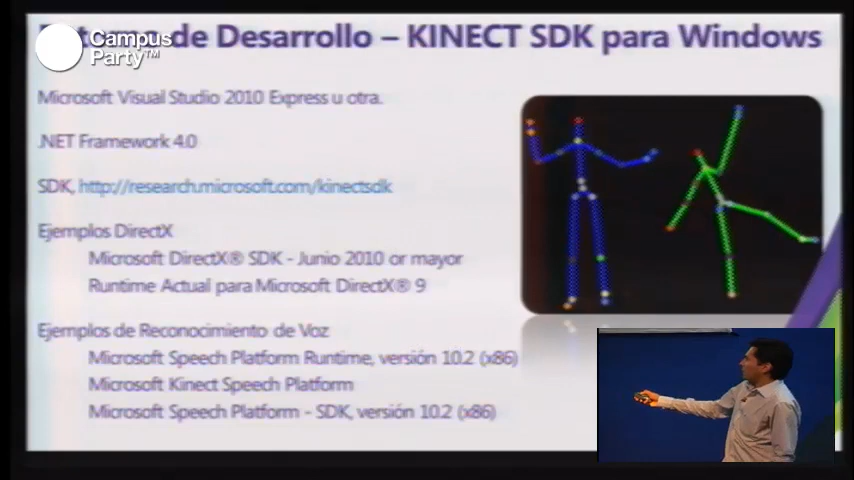 de Desarrollo – KINECT SDK para Windows
Campus
Party™
Microsoft Visual Studio 2010 Express u otra.
.NET Framework 4.0
SDK, http://research.microsoft.com/kinectsdk
Ejemplos DirectX
Microsoft DirectX® SDK - Junio 2010 or mayor
Runtime Actual para Microsoft DirectX® 9
Ejemplos de Reconocimiento de Voz
Microsoft Speech Platform Runtime, versión 10.2 (x86)
Microsoft Kinect Speech Platform
Microsoft Speech Platform - SDK, versión 10.2 (x86)